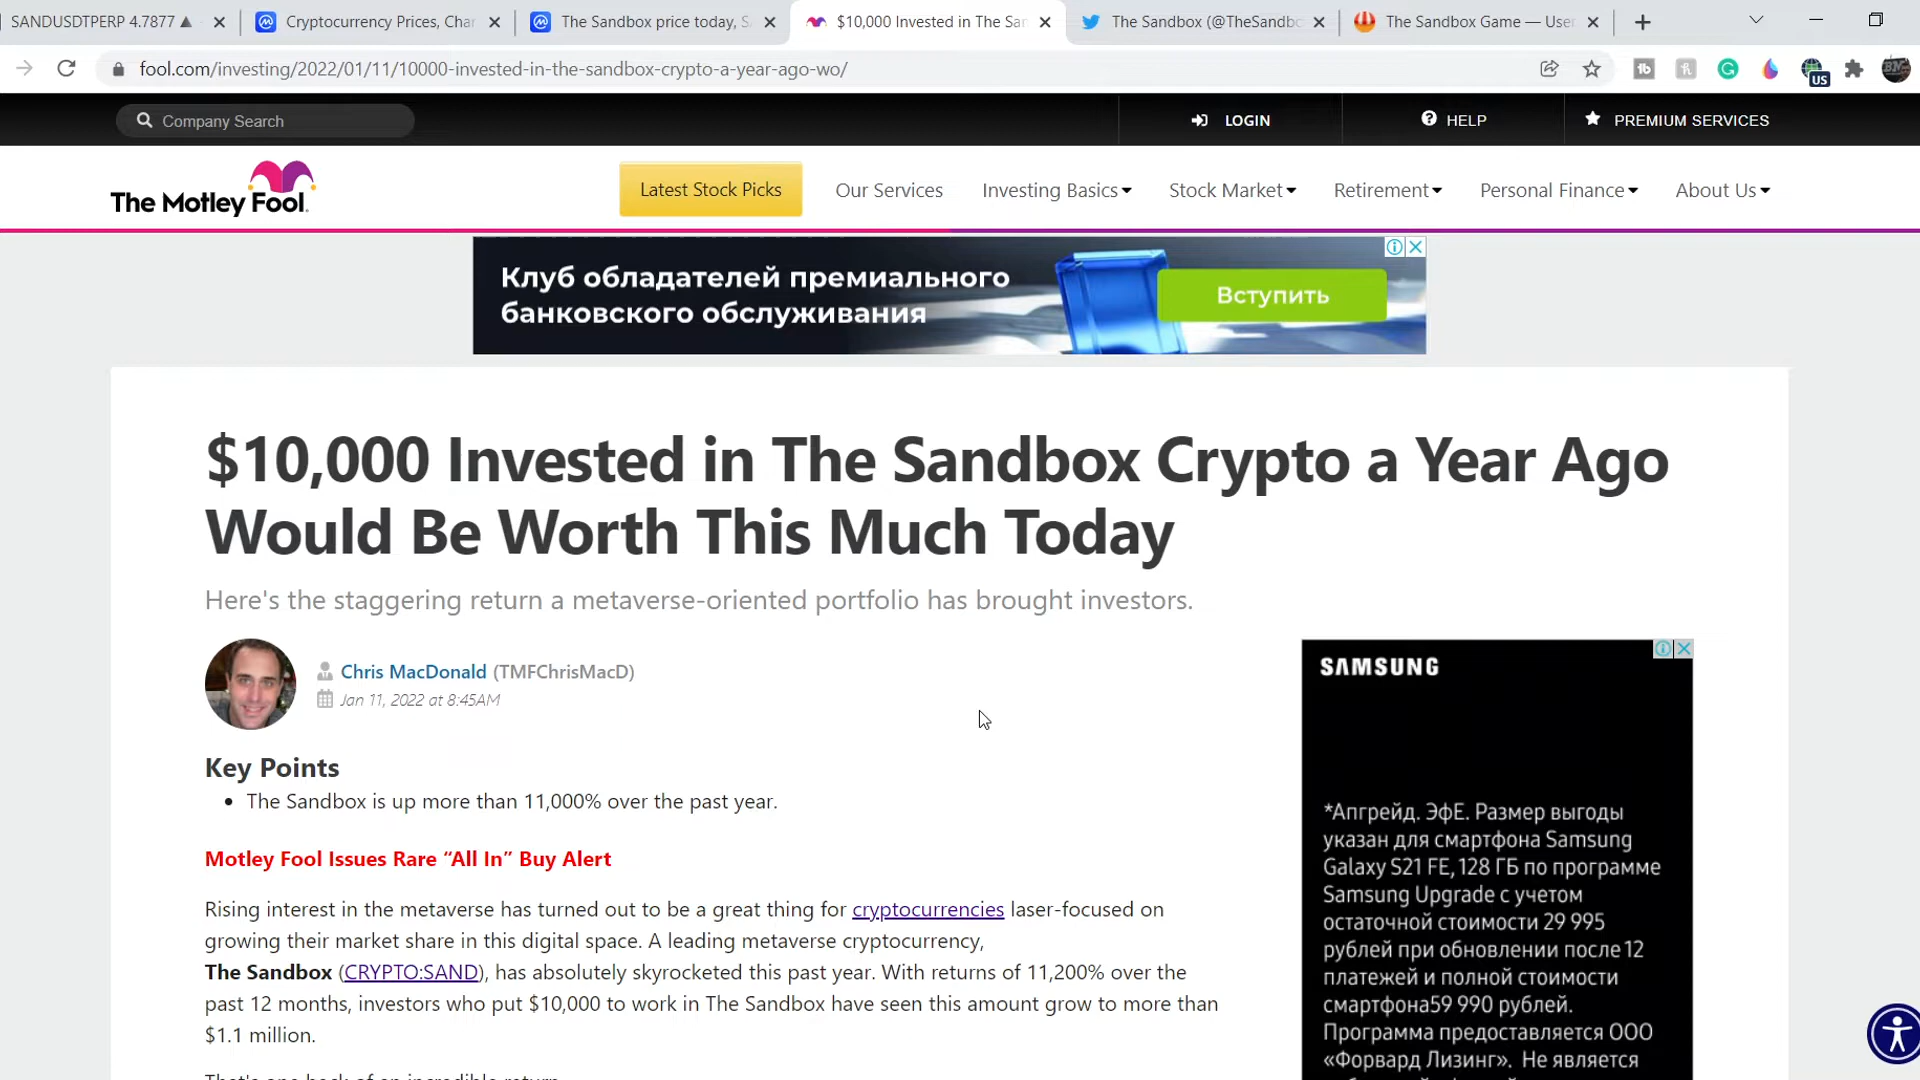 SANDUSDTPERP 4.7877 ▲
Cryptocurrency Prices, Char
The Sandbox price today, S
$10,000 Invested in The San
The Sandbox (@TheSandbo
The Sandbox Game — User
fool.com/investing/2022/01/11/10000-invested-in-the-sandbox-crypto-a-year-ago-wo/
US
Company Search
LOGIN
HELP
PREMIUM SERVICES
The Motley Fool.
Latest Stock Picks
Our Services
Investing Basics
Stock Market
Retirement
Personal Finance
About Us
Клуб обладателей премиального
банковского обслуживания
Вступить
$10,000 Invested in The Sandbox Crypto a Year Ago
Would Be Worth This Much Today
Here's the staggering return a metaverse-oriented portfolio has brought investors.
Chris MacDonald (TMFChrisMacD)
Jan 11, 2022 at 8:45AM
Key Points
• The Sandbox is up more than 11,000% over the past year.
Motley Fool Issues Rare “All In” Buy Alert
Rising interest in the metaverse has turned out to be a great thing for cryptocurrencies laser-focused on
growing their market share in this digital space. A leading metaverse cryptocurrency,
The Sandbox (CRYPTO:SAND), has absolutely skyrocketed this past year. With returns of 11,200% over the
past 12 months, investors who put $10,000 to work in The Sandbox have seen this amount grow to more than
$1.1 million.
SAMSUNG
*Апгрейд. ЭфЕ. Размер выгоды
указан для смартфона Samsung
Galaxy S21 FE, 128 ГБ по программе
Samsung Upgrade с учетом
остаточной стоимости 29 995
рублей при обновлении после 12
платежей и полной стоимости
смартфона59 990 рублей.
Программа предоставляется ООО
«Форвард Лизинг». Не является